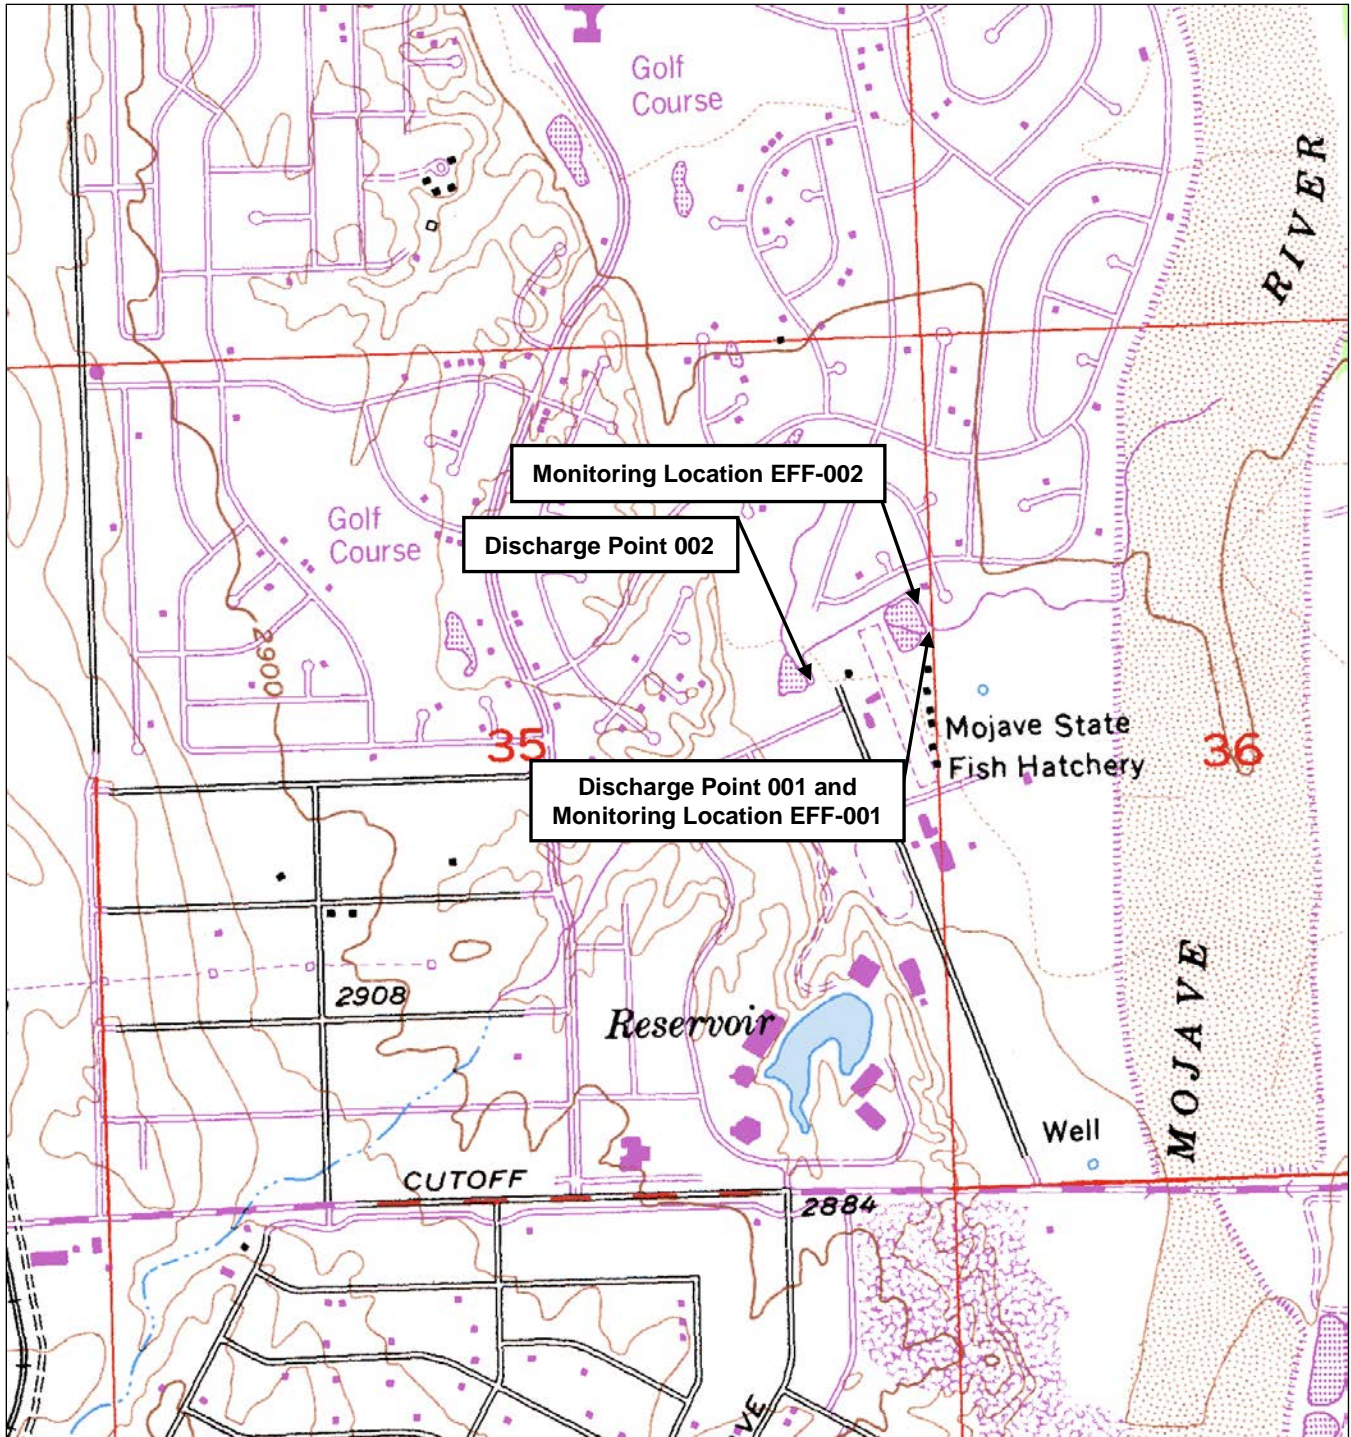 Golf
Course
RIVER
Monitoring Location EFF-002
Golf
Course
Discharge Point 002
2900
35
Mojave State
Fish Hatchery
36
Discharge Point 001 and
Monitoring Location EFF-001
2908
Reservoir
MOJAVE
Well
CUTOFF
2884
VE